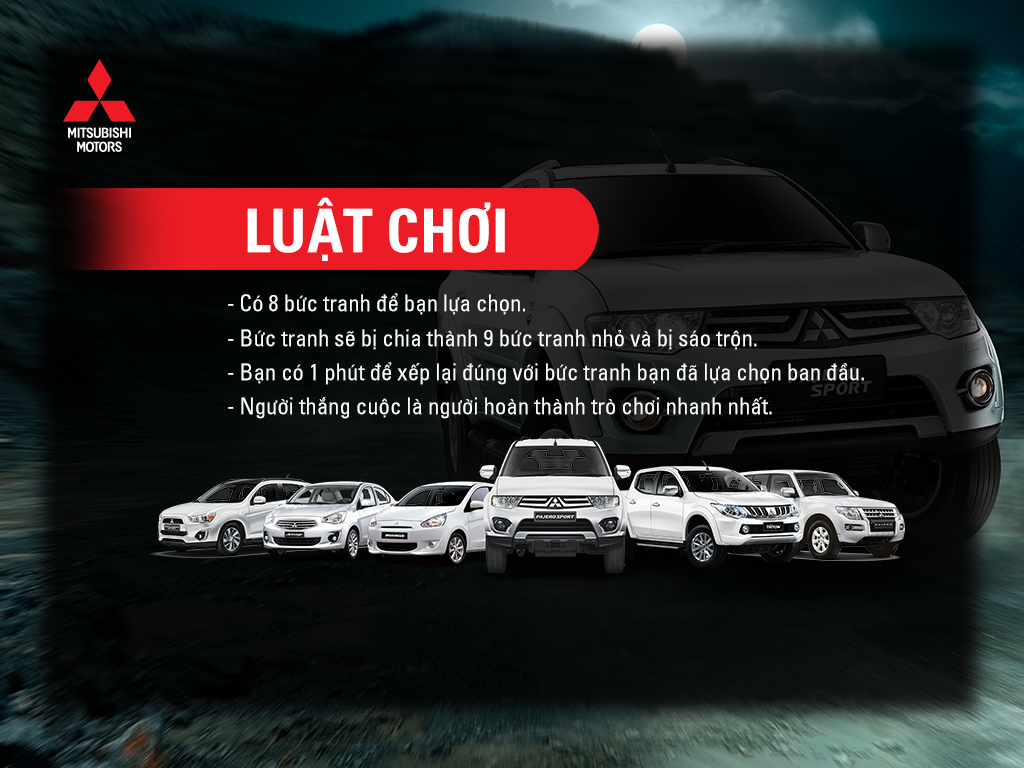 MITSUBISHI
MOTORS
LUẬT CHƠI
- Có 8 bức tranh để bạn lựa chọn.
- Bức tranh sẽ bị chia thành 9 bức tranh nhỏ và bị sáo trộn.
- Bạn có 1 phút để xếp lại đúng với bức tranh bạn đã lựa chọn ban đầu.
SPORT
- Người thắng cuộc là người hoàn thành trò chơi nhanh nhất.
PAJERO SPORT